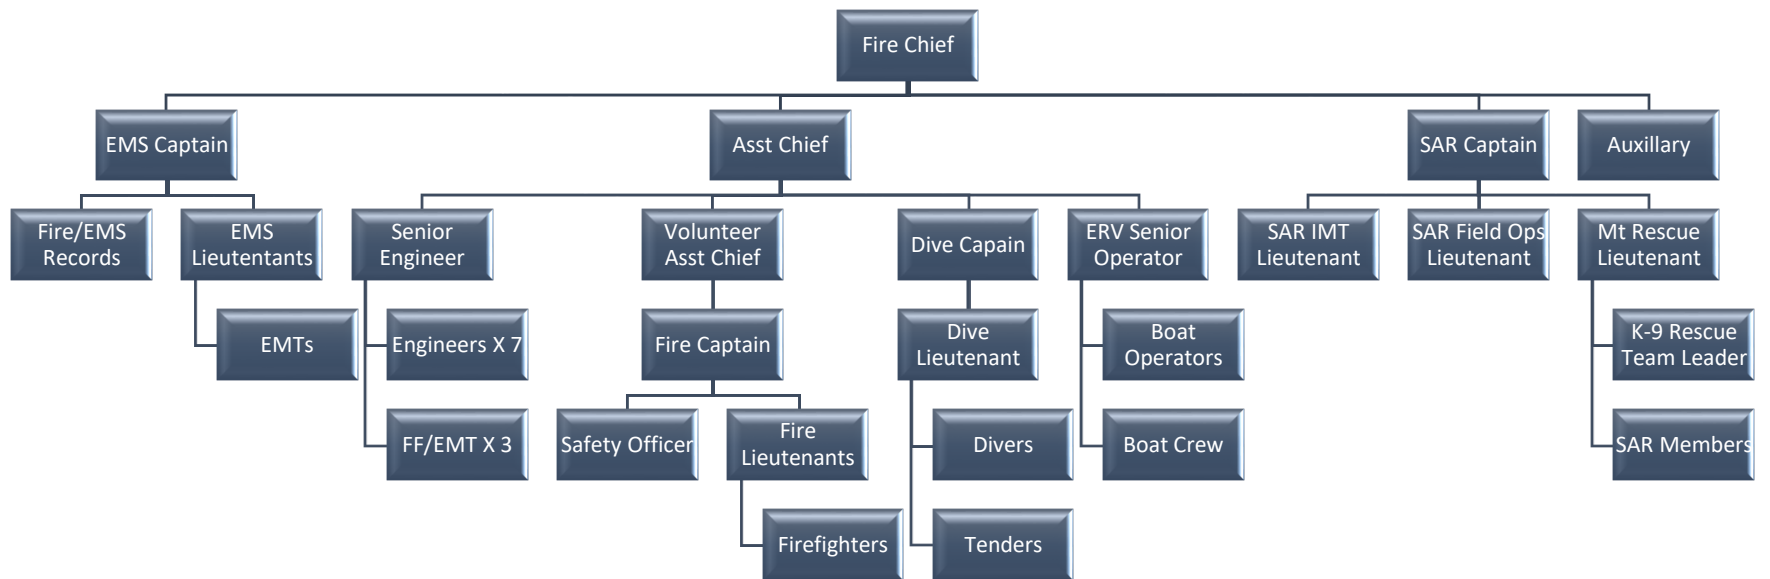 Fire Chief
EMS Captain
Asst Chief
SAR Captain
Auxillary
Fire/EMS
Records
EMS
Lieutentants
Senior
Engineer
Volunteer
Asst Chief
Dive Capain
ERV Senior
Operator
SAR IMT
Lieutenant
SAR Field Ops
Lieutenant
Mt Rescue
Lieutenant
EMTs
Engineers X 7
Fire Captain
Dive
Lieutenant
Boat
Operators
K-9 Rescue
Team Leader
FF/EMT X 3
Safety Officer
Fire
Lieutenants
Divers
Boat Crew
SAR Members
Firefighters
Tenders